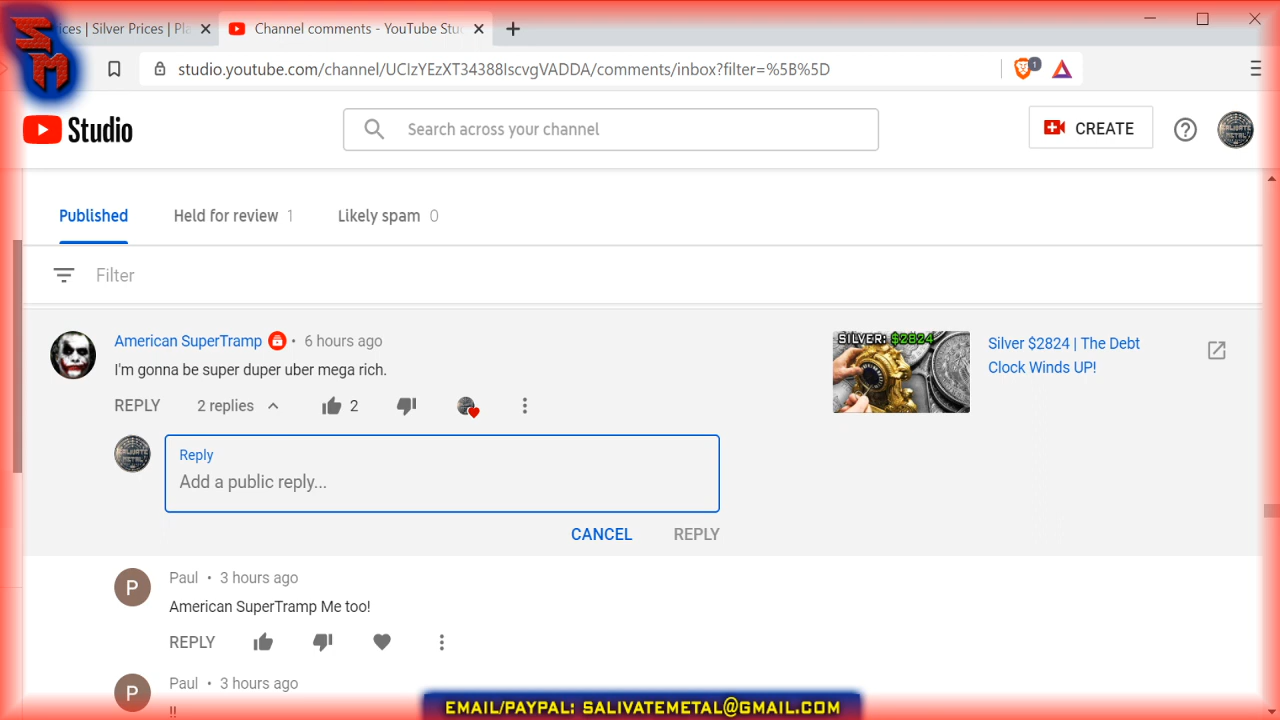 SM
ices | Silver Prices | Pla
Channel comments - YouTube Stu
studio.youtube.com/channel/UCIzYEzXT34388IscvgVADDA/comments/inbox?filter=%5B%5D
1
Studio
Search across your channel
CREATE
Published
Held for review 1
Likely spam 0
Filter
American SuperTramp • 6 hours ago
I'm gonna be super duper uber mega rich.
REPLY
2 replies
2
SILVER: $2824
Silver $2824 | The Debt
Clock Winds UP!
Reply
Add a public reply...
CANCEL
REPLY
P
Paul • 3 hours ago
American SuperTramp Me too!
REPLY
P
Paul • 3 hours ago
!!
EMAIL/PAYPAL: SALIVATEMETAL@GMAIL.COM